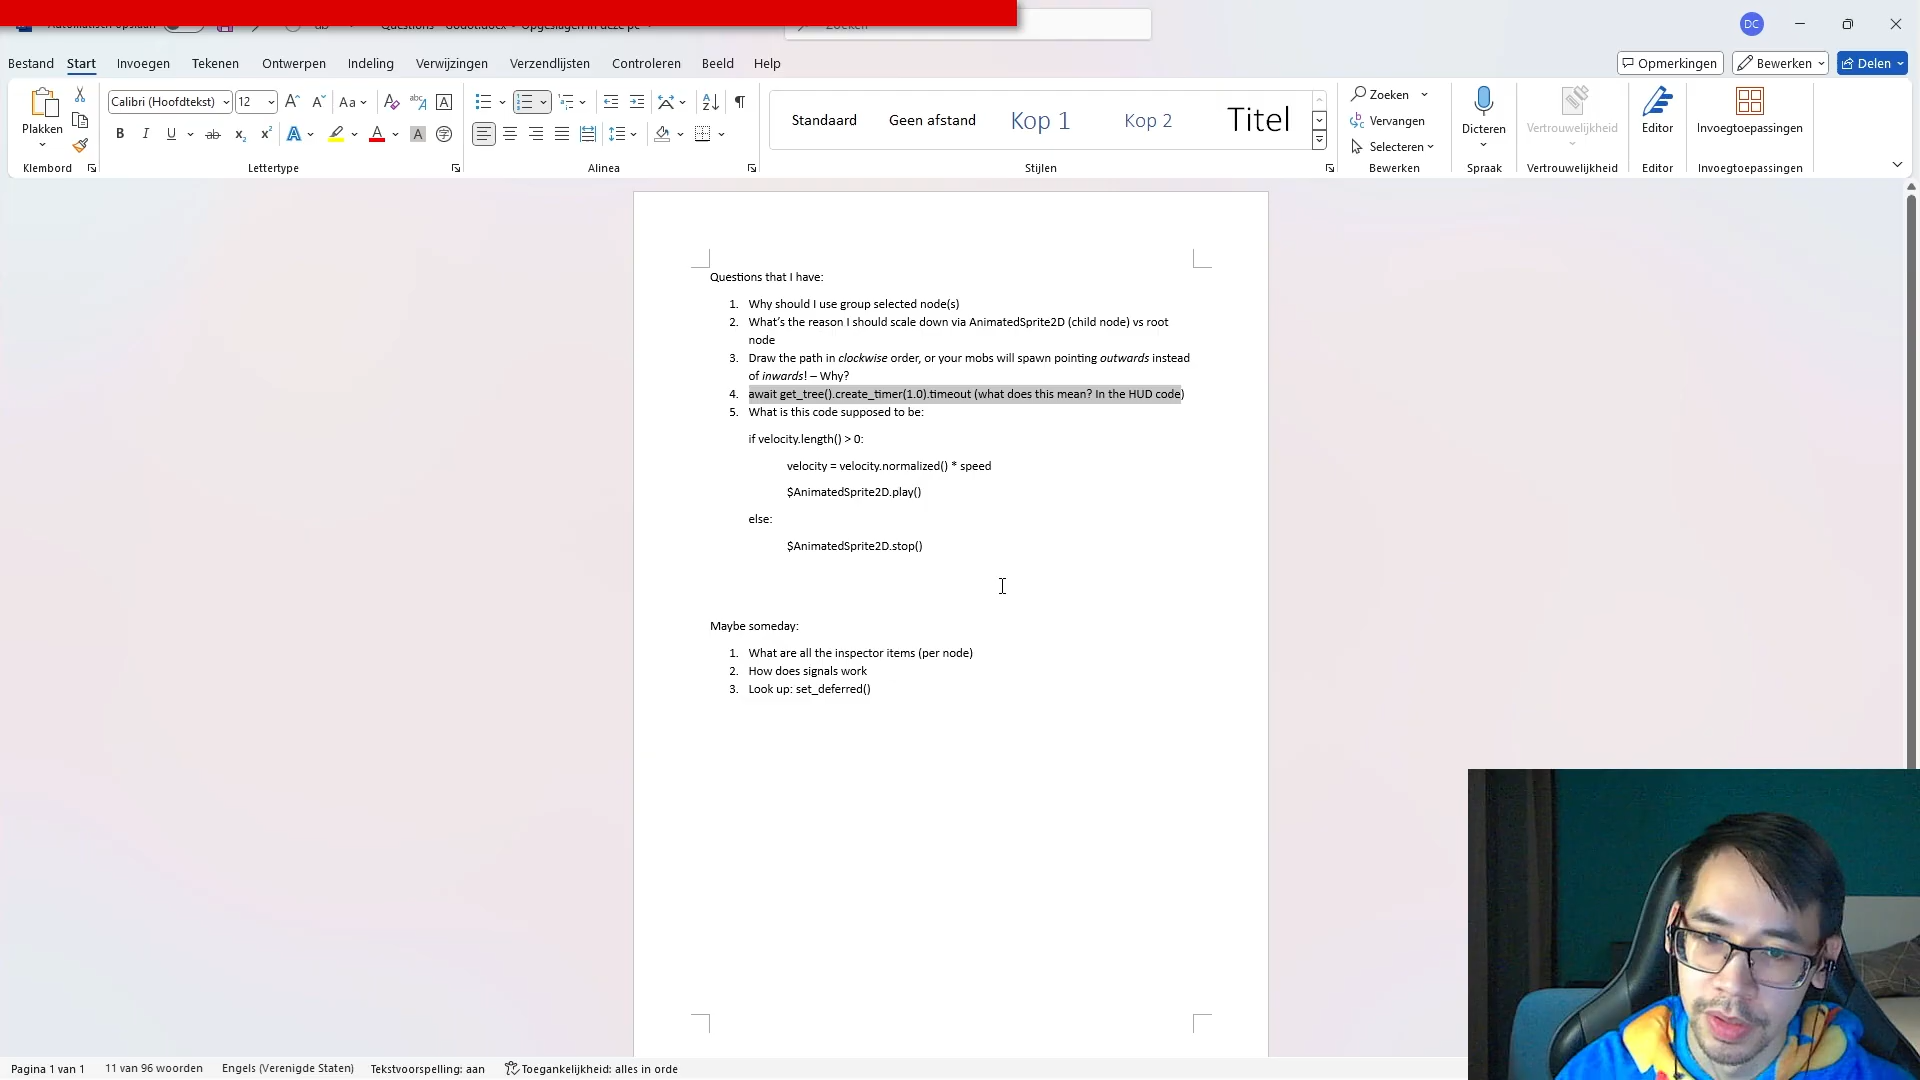 DC
Bestand Start Invoegen Tekenen Ontwerpen Indeling Verwijzingen Verzendlijsten Controleren Beeld Help
Opmerkingen Bewerken Delen
Plakken
Klembord
Calibri (Hoofdtekst) 12
Lettertype
Alinea
Standaard Geen afstand Kop 1 Kop 2 Titel
Stijlen
Zoeken
Vervangen
Selecteren
Bewerken
Dicteren
Spraak
Vertrouwelijkheid
Vertrouwelijkheid
Editor
Editor
Invoegtoepassingen
Invoegtoepassingen
Questions that I have:
1. Why should I use group selected node(s)
2. What's the reason I should scale down via AnimatedSprite2D (child node) vs root
node
3. Draw the path in clockwise order, or your mobs will spawn pointing outwards instead
of inwards! – Why?
4. await get_tree().create_timer(1.0).timeout (what does this mean? In the HUD code)
5. What is this code supposed to be:
if velocity.length() > 0:
velocity = velocity.normalized() * speed
$AnimatedSprite2D.play()
else:
$AnimatedSprite2D.stop()
Maybe someday:
1. What are all the inspector items (per node)
2. How does signals work
3. Look up: set_deferred()
Pagina 1 van 1 11 van 96 woorden Engels (Verenigde Staten) Tekstvoorspelling: aan Toegankelijkheid: alles in orde